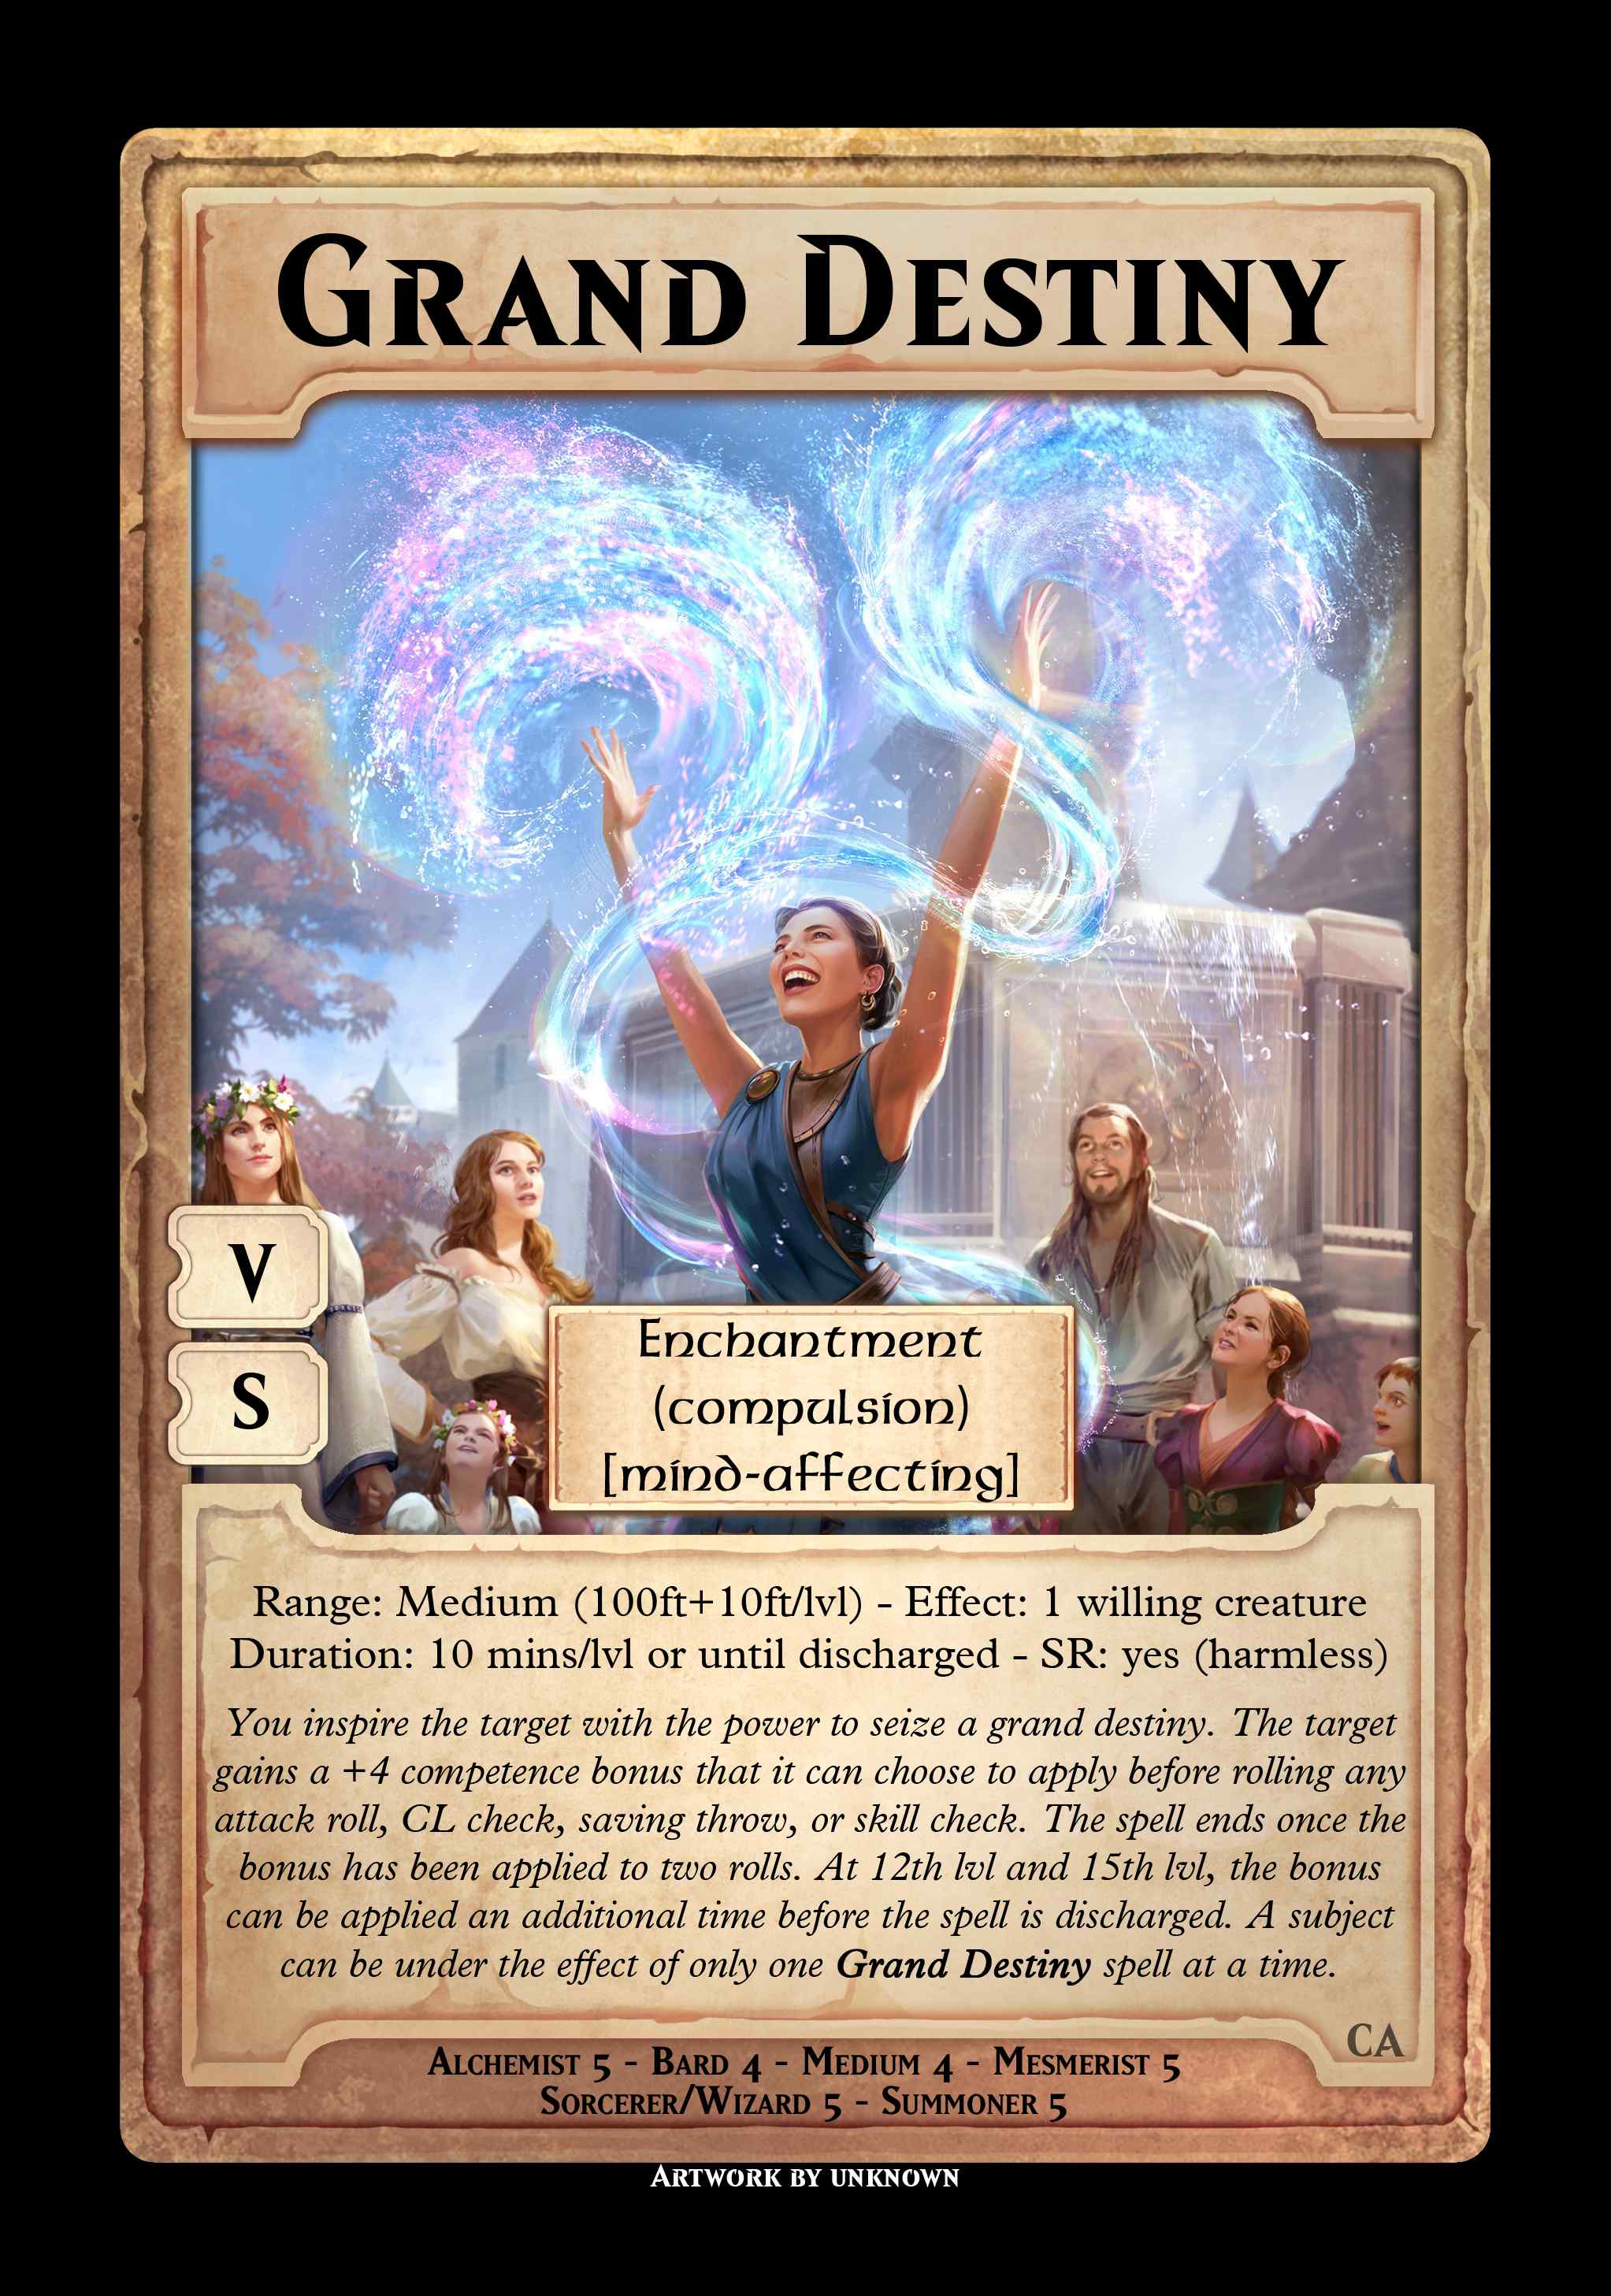 Grand Destiny
V
S
Enchantment
(compulsion)
[mind-affecting]
Range: Medium (100ft+10ft/lvl) - Effect: 1 willing creature
Duration: 10 mins/lvl or until discharged - SR: yes (harmless)
You inspire the target with the power to seize a grand destiny. The target
gains a +4 competence bonus that it can choose to apply before rolling any
attack roll, CL check, saving throw, or skill check. The spell ends once the
bonus has been applied to two rolls. At 12th lvl and 15th lvl, the bonus
can be applied an additional time before the spell is discharged. A subject
can be under the effect of only one Grand Destiny spell at a time.
CA
Alchemist 5 - Bard 4 - Medium 4 - Mesmerist 5
Sorcerer/Wizard 5 - Summoner 5
Artwork by unknown